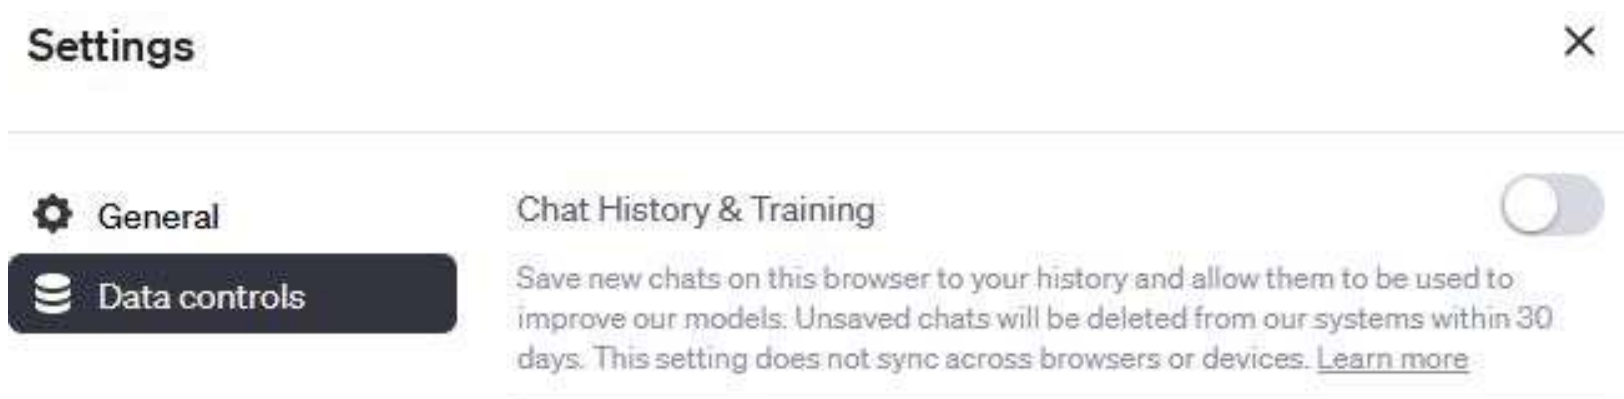 Settings
General
Data controls
Chat History & Training
Save new chats on this browser to your history and allow them to be used to
improve our models. Unsaved chats will be deleted from our systems within 30
days. This setting does not sync across browsers or devices. Learn more